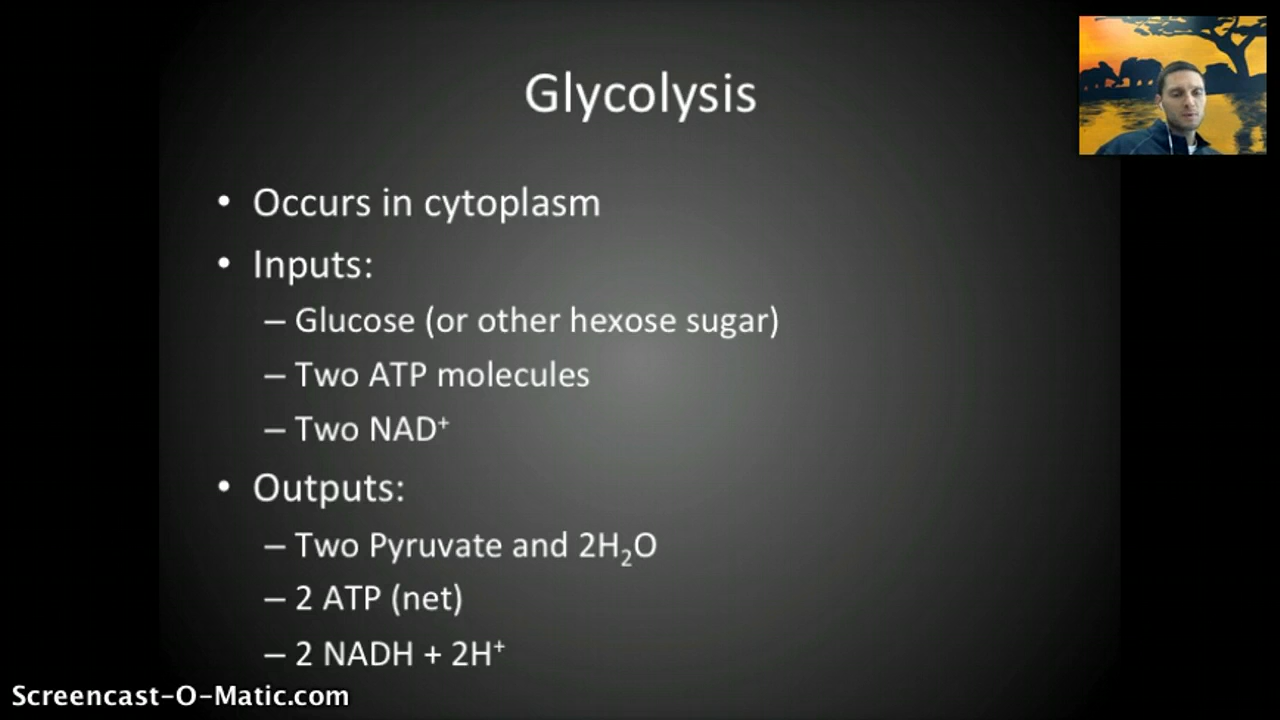 Glycolysis
• Occurs in cytoplasm
• Inputs:
– Glucose (or other hexose sugar)
– Two ATP molecules
– Two NAD⁺
• Outputs:
– Two Pyruvate and 2H₂O
– 2 ATP (net)
– 2 NADH + 2H⁺
Screencast-O-Matic.com